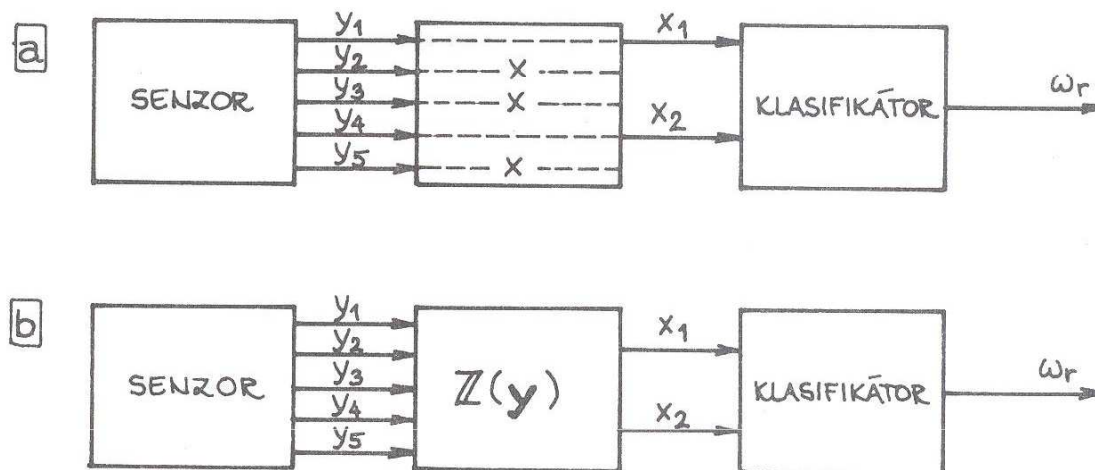 a
SENZOR
y1
y2
y3
y4
y5
x
x
x
x1
x2
KLASIFIKÁTOR
ωr
b
SENZOR
y1
y2
y3
y4
y5
ℤ(y)
x1
x2
KLASIFIKÁTOR
ωr